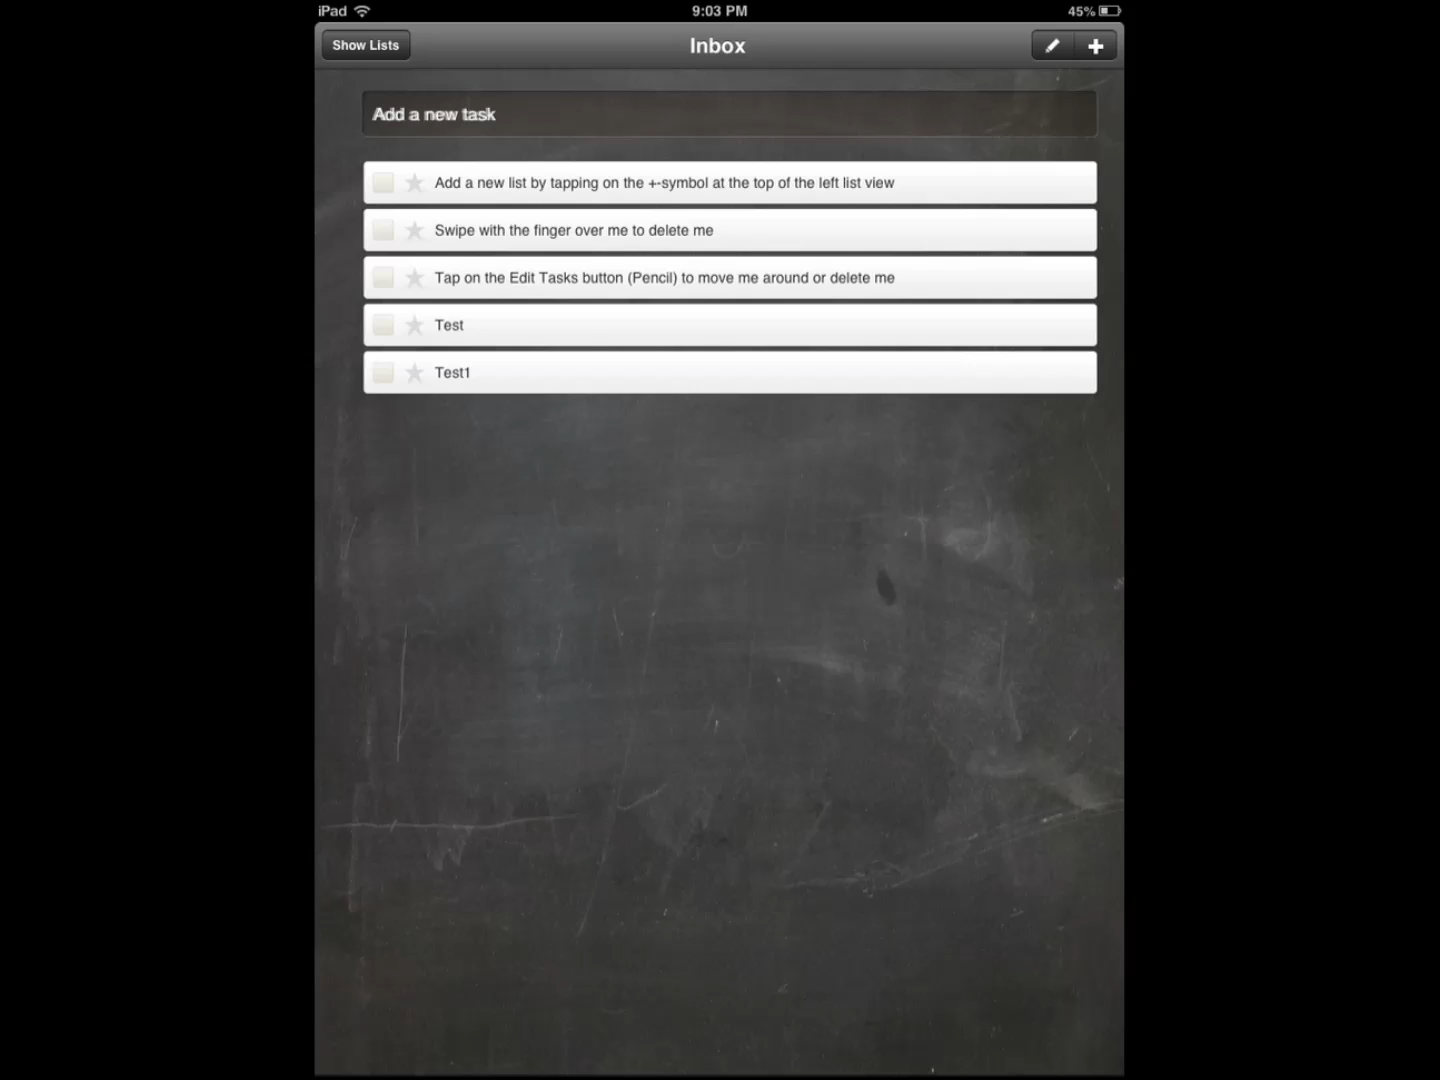 iPad 9:03 PM 45%
Show Lists Inbox
Add a new task
Add a new list by tapping on the +-symbol at the top of the left list view
Swipe with the finger over me to delete me
Tap on the Edit Tasks button (Pencil) to move me around or delete me
Test
Test1